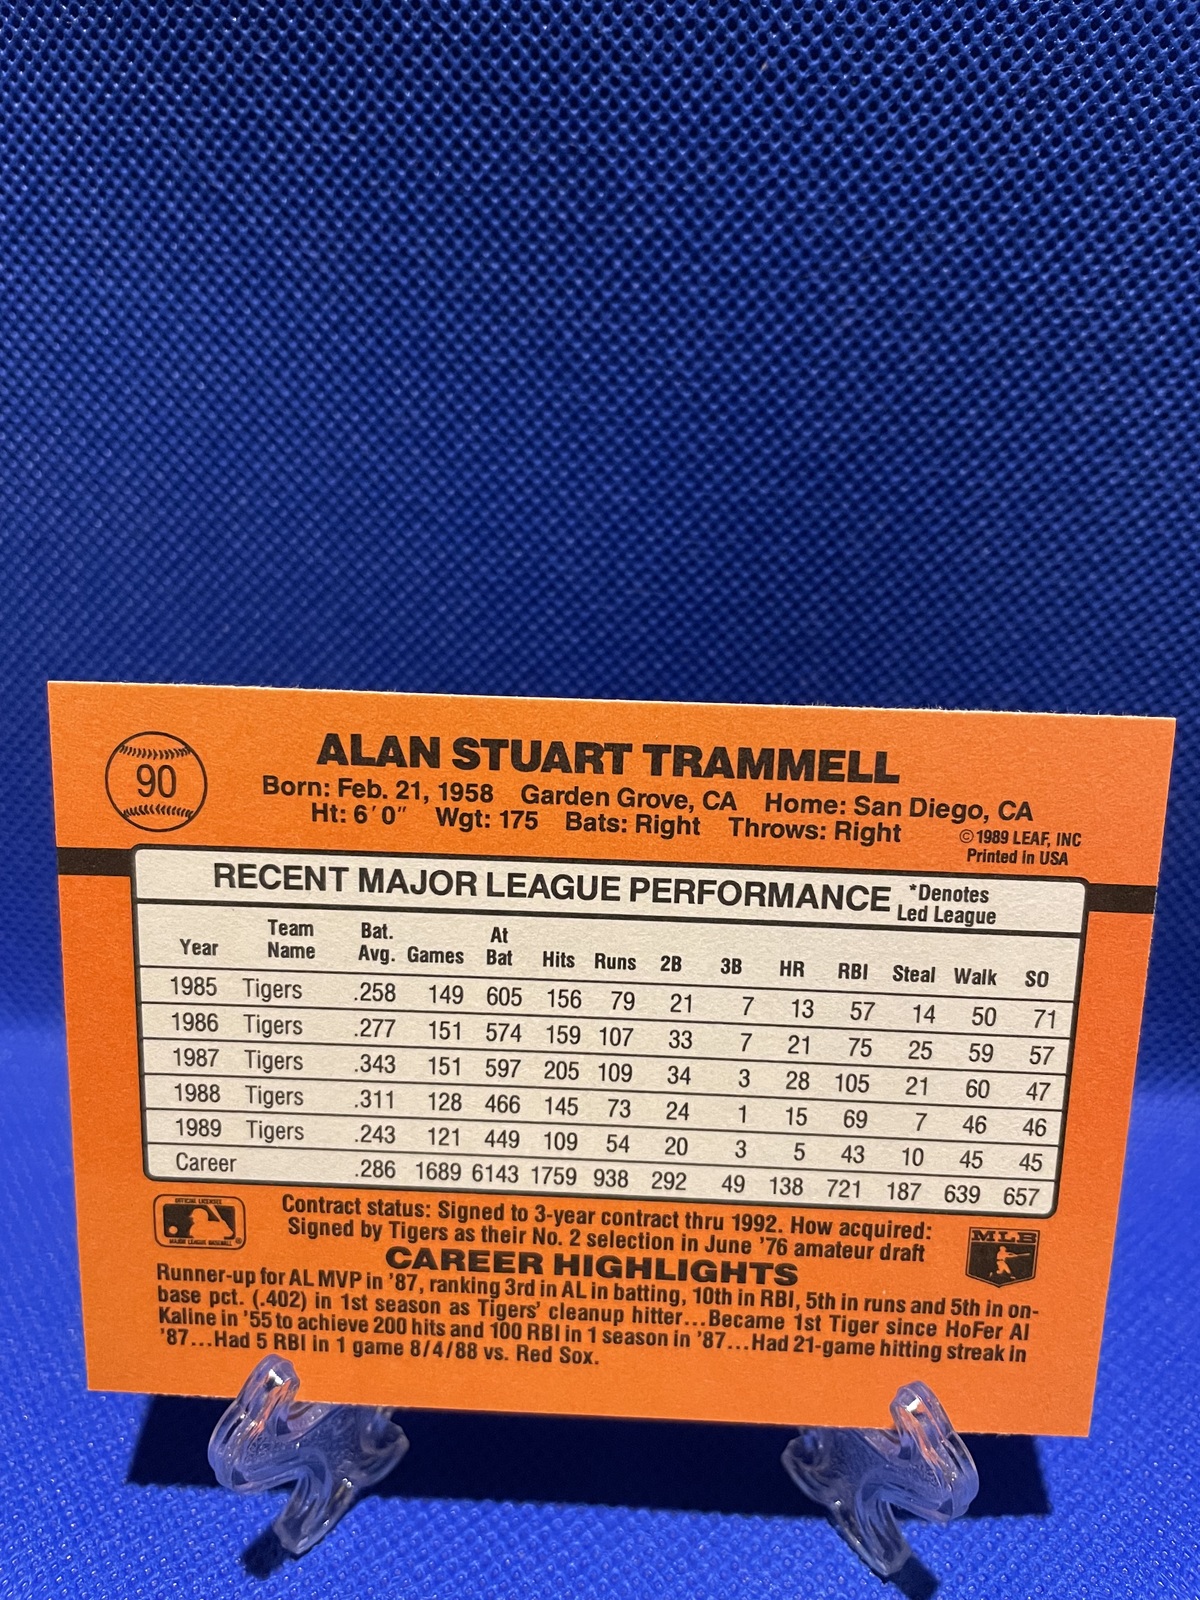 90
ALAN STUART TRAMMELL
Born: Feb. 21, 1958 Garden Grove, CA Home: San Diego, CA
Ht: 6'0" Wgt: 175 Bats: Right Throws: Right
©1989 LEAF, INC
Printed in USA
RECENT MAJOR LEAGUE PERFORMANCE *Denotes Led League
Year Team Name Bat. Avg. Games At Bat Hits Runs 2B 3B HR RBI Steal Walk SO
1985 Tigers .258 149 605 156 79 21 7 13 57 14 50 71
1986 Tigers .277 151 574 159 107 33 7 21 75 25 59 57
1987 Tigers .343 151 597 205 109 34 3 28 105 21 60 47
1988 Tigers .311 128 466 145 73 24 1 15 69 7 46 46
1989 Tigers .243 121 449 109 54 20 3 5 43 10 45 45
Career .286 1689 6143 1759 938 292 49 138 721 187 639 657
OFFICIAL LICENSEE
MAJOR LEAGUE BASEBALL ®
Contract status: Signed to 3-year contract thru 1992. How acquired:
Signed by Tigers as their No. 2 selection in June '76 amateur draft
MLB
CAREER HIGHLIGHTS
Runner-up for AL MVP in '87, ranking 3rd in AL in batting, 10th in RBI, 5th in runs and 5th in on-
base pct. (.402) in 1st season as Tigers' cleanup hitter...Became 1st Tiger since HoFer Al
Kaline in '55 to achieve 200 hits and 100 RBI in 1 season in '87...Had 21-game hitting streak in
'87...Had 5 RBI in 1 game 8/4/88 vs. Red Sox.